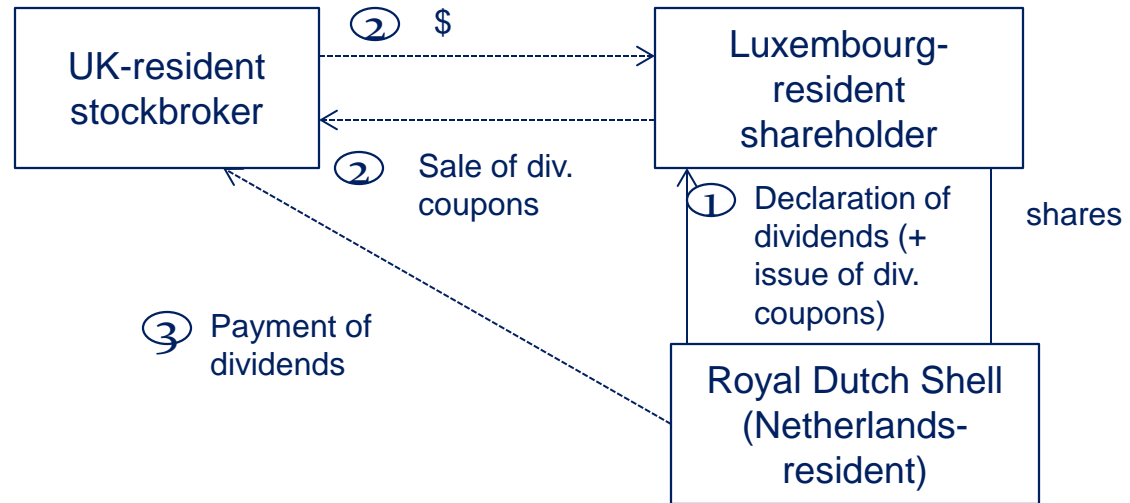 UK-resident
stockbroker
2 $
Luxembourg-
resident
shareholder
2 Sale of div.
coupons
1 Declaration of
dividends (+
issue of div.
coupons)
shares
3 Payment of
dividends
Royal Dutch Shell
(Netherlands-
resident)